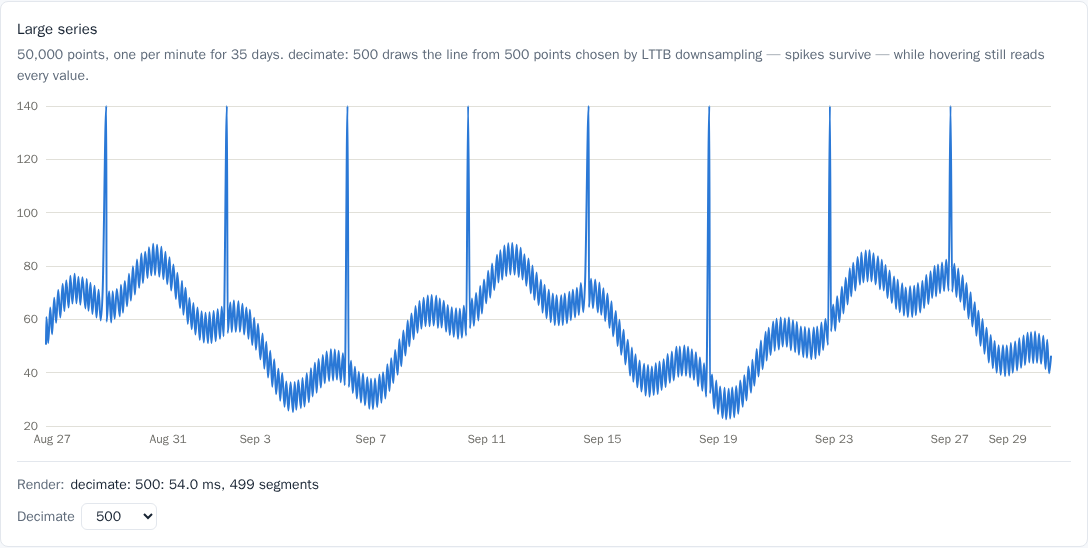 Large series
50,000 points, one per minute for 35 days. decimate: 500 draws the line from 500 points chosen by LTTB downsampling — spikes survive — while hovering still reads
every value.
140
120
100
80
60
40
20
Aug 27 Aug 31 Sep 3 Sep 7 Sep 11 Sep 15 Sep 19 Sep 23 Sep 27 Sep 29
Render: decimate: 500: 54.0 ms, 499 segments
Decimate 500